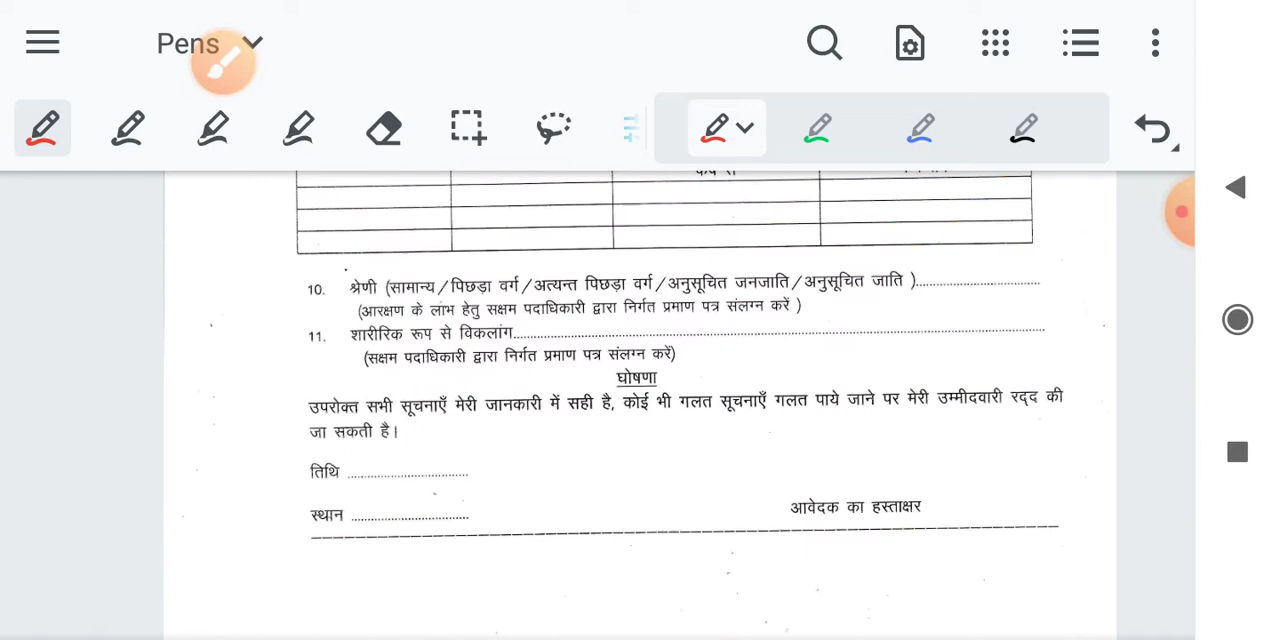 Pens
10. श्रेणी (सामान्य/पिछड़ा वर्ग/अत्यन्त पिछड़ा वर्ग/अनुसूचित जनजाति/अनुसूचित जाति )..............................
(आरक्षण के लाभ हेतु सक्षम पदाधिकारी द्वारा निर्गत प्रमाण पत्र संलग्न करें )
11. शारीरिक रूप से विकलांग....................................................................................................
(सक्षम पदाधिकारी द्वारा निर्गत प्रमाण पत्र संलग्न करें)
घोषणा
उपरोक्त सभी सूचनाएँ मेरी जानकारी में सही है, कोई भी गलत सूचनाएँ गलत पाये जाने पर मेरी उम्मीदवारी रद्द की
जा सकती है।
तिथि ..............................
स्थान .............................. आवेदक का हस्ताक्षर